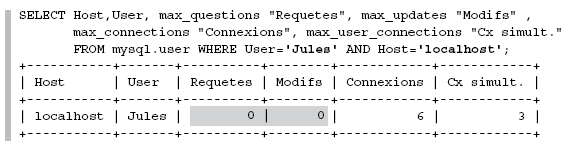 SELECT Host,User, max_questions "Requetes", max_updates "Modifs" ,
max_connections "Connexions", max_user_connections "Cx simult."
FROM mysql.user WHERE User='Jules' AND Host='localhost';
+-----------+-------+----------+--------+------------+------------+
| Host | User | Requetes | Modifs | Connexions | Cx simult. |
+-----------+-------+----------+--------+------------+------------+
| localhost | Jules | 0 | 0 | 6 | 3 |
+-----------+-------+----------+--------+------------+------------+